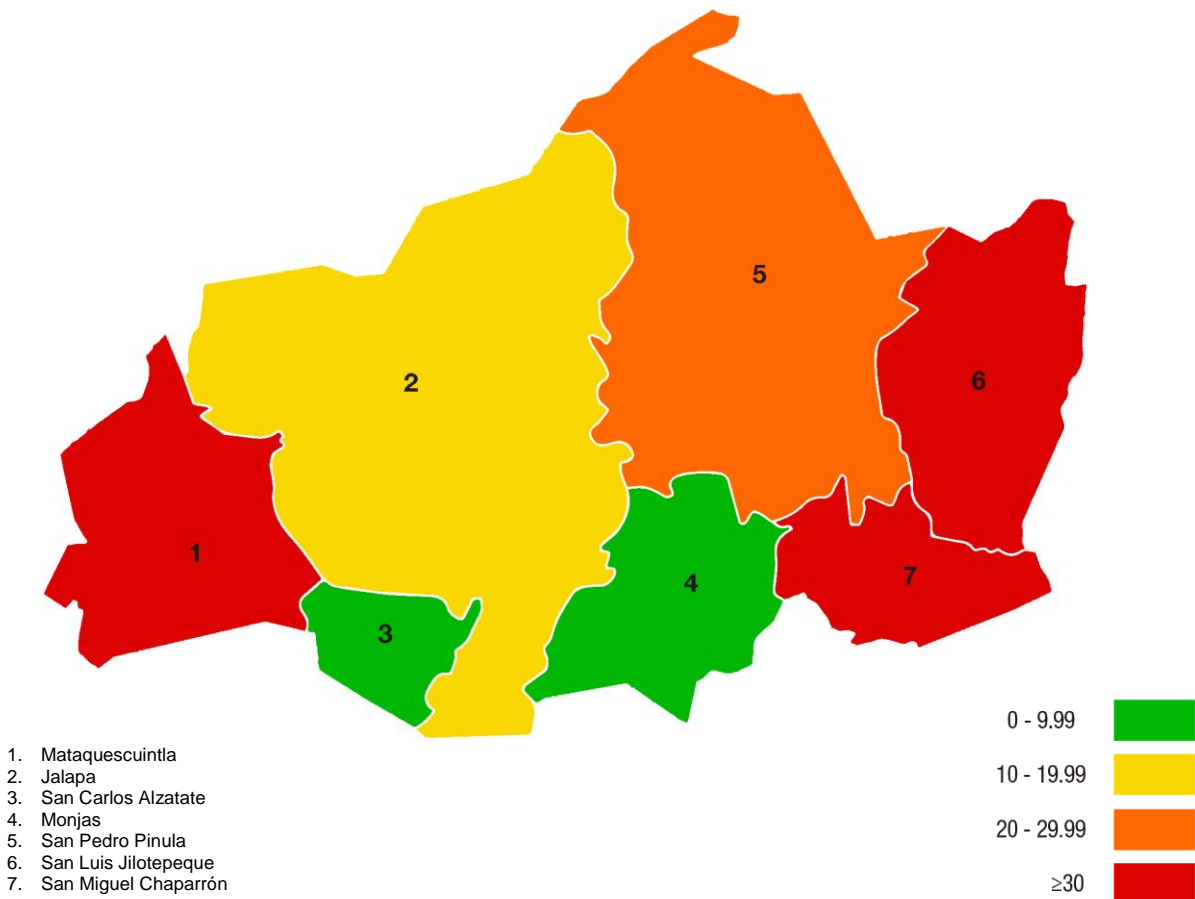 5
2
6
1
7
4
3
0 - 9.99
10 - 19.99
20 - 29.99
≥30
1. Mataquescuintla
2. Jalapa
3. San Carlos Alzatate
4. Monjas
5. San Pedro Pinula
6. San Luis Jilotepeque
7. San Miguel Chaparrón